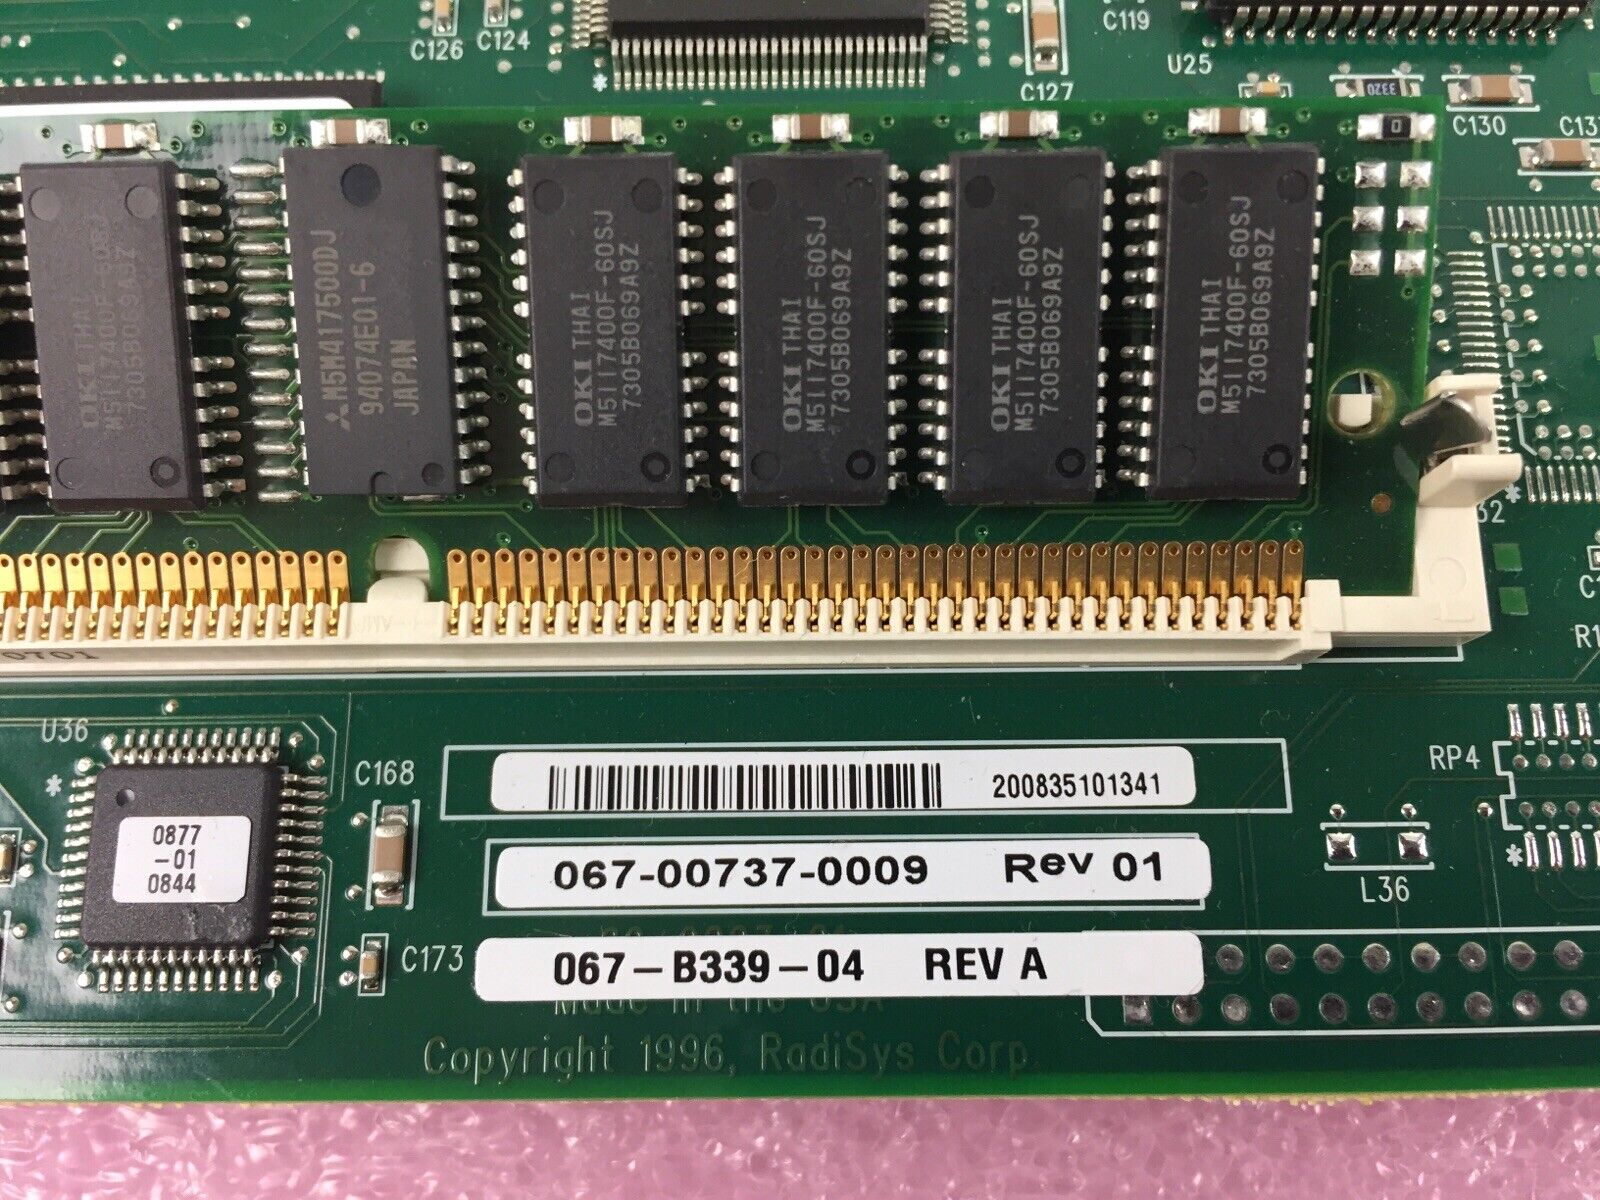 C126
C124
C119
U25
C127
3320
C130
0
OKI THAI
M5117400F-60SJ
7305B069A9Z
M5M417500DJ
94074E01-6
JAPAN
OKI THAI
M5117400F-60SJ
7305B069A9Z
OKI THAI
M5117400F-60SJ
7305B069A9Z
OKI THAI
M5117400F-60SJ
7305B069A9Z
OKI THAI
M5117400F-60SJ
7305B069A9Z
0701
U36
*
0877
-01
0844
C168
C173
200835101341
067-00737-0009 Rev 01
067-B339-04 REV A
Made in the USA
Copyright 1996, RadiSys Corp.
RP4
*
L36